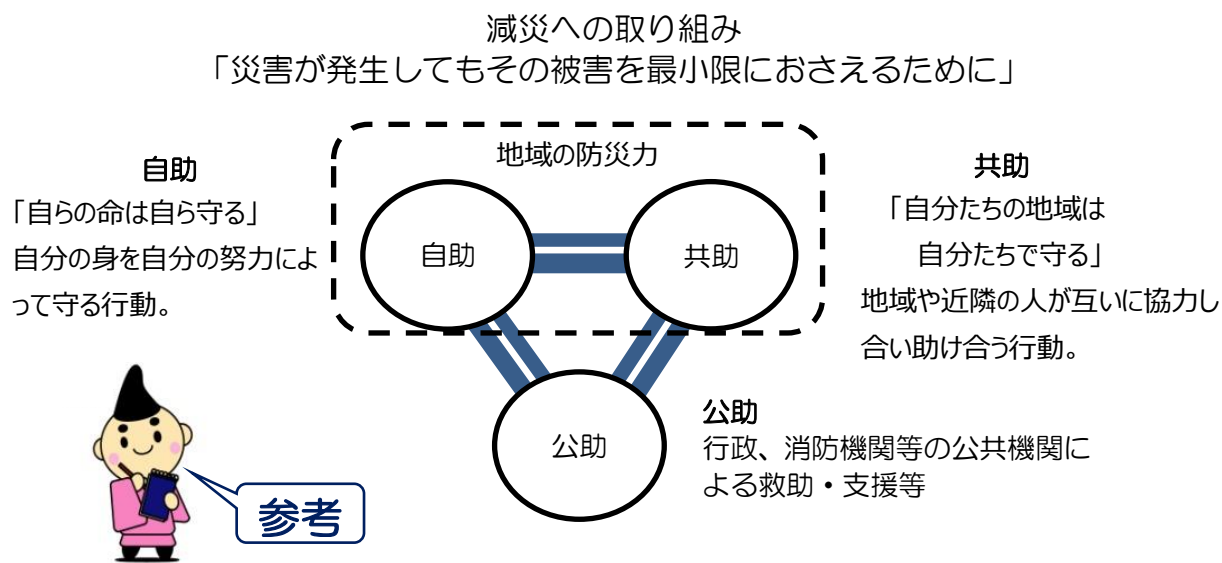 減災への取り組み
「災害が発生してもその被害を最小限におさえるために」
地域の防災力
自助
「自らの命は自ら守る」
自分の身を自分の努力によ
って守る行動。
自助
共助
共助
「自分たちの地域は
自分たちで守る」
地域や近隣の人が互いに協力し
合い助け合う行動。
公助
公助
行政、消防機関等の公共機関に
よる救助・支援等
参考